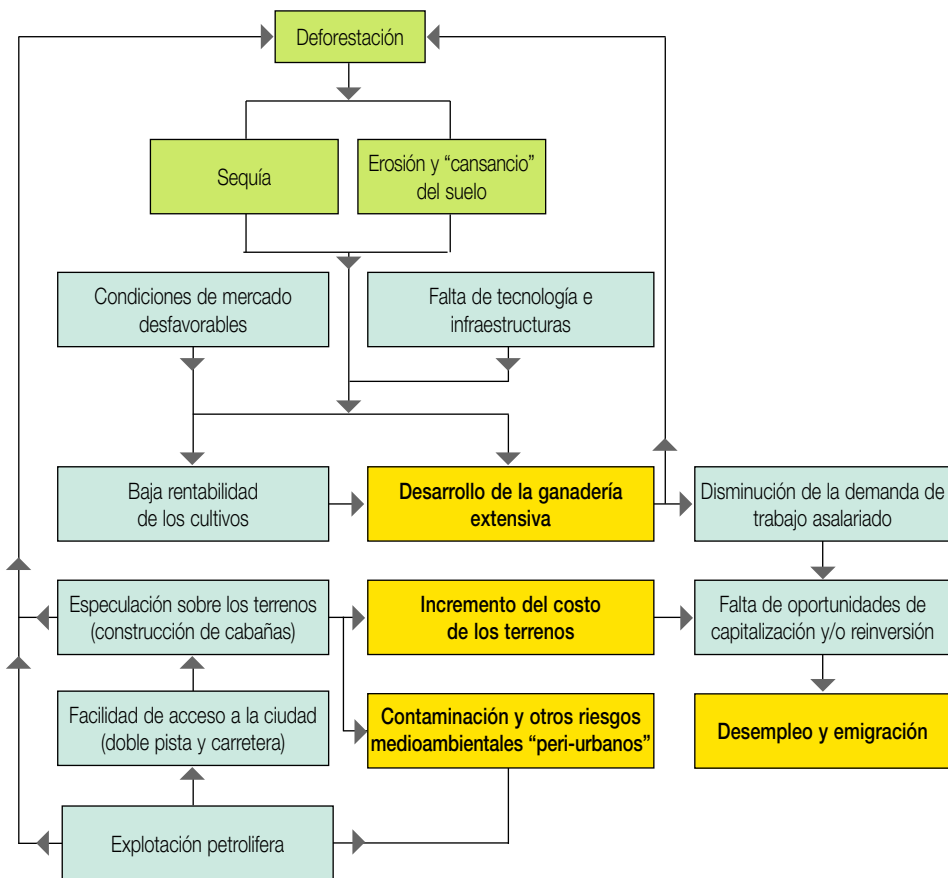 Deforestación
Sequía
Erosión y “cansancio”
del suelo
Condiciones de mercado
desfavorables
Falta de tecnología e
infraestructuras
Baja rentabilidad
de los cultivos
Desarrollo de la ganadería
extensiva
Disminución de la demanda de
trabajo asalariado
Especulación sobre los terrenos
(construcción de cabañas)
Incremento del costo
de los terrenos
Falta de oportunidades de
capitalización y/o reinversión
Facilidad de acceso a la ciudad
(doble pista y carretera)
Contaminación y otros riesgos
medioambientales “peri-urbanos”
Desempleo y emigración
Explotación petrolifera